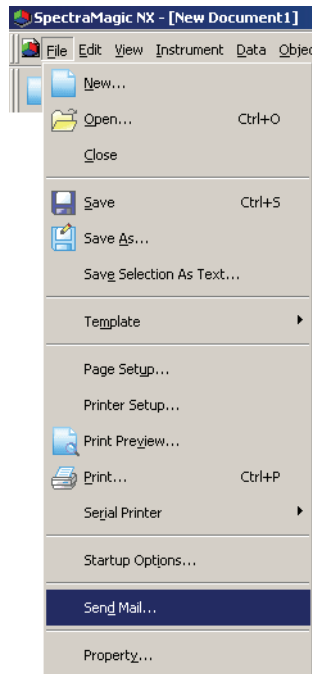 SpectraMagic NX - [New Document1]
File Edit View Instrument Data Objec
New...
Open... Ctrl+O
Close
Save Ctrl+S
Save As...
Save Selection As Text...
Template
Page Setup...
Printer Setup...
Print Preview...
Print... Ctrl+P
Serial Printer
Startup Options...
Send Mail...
Property...